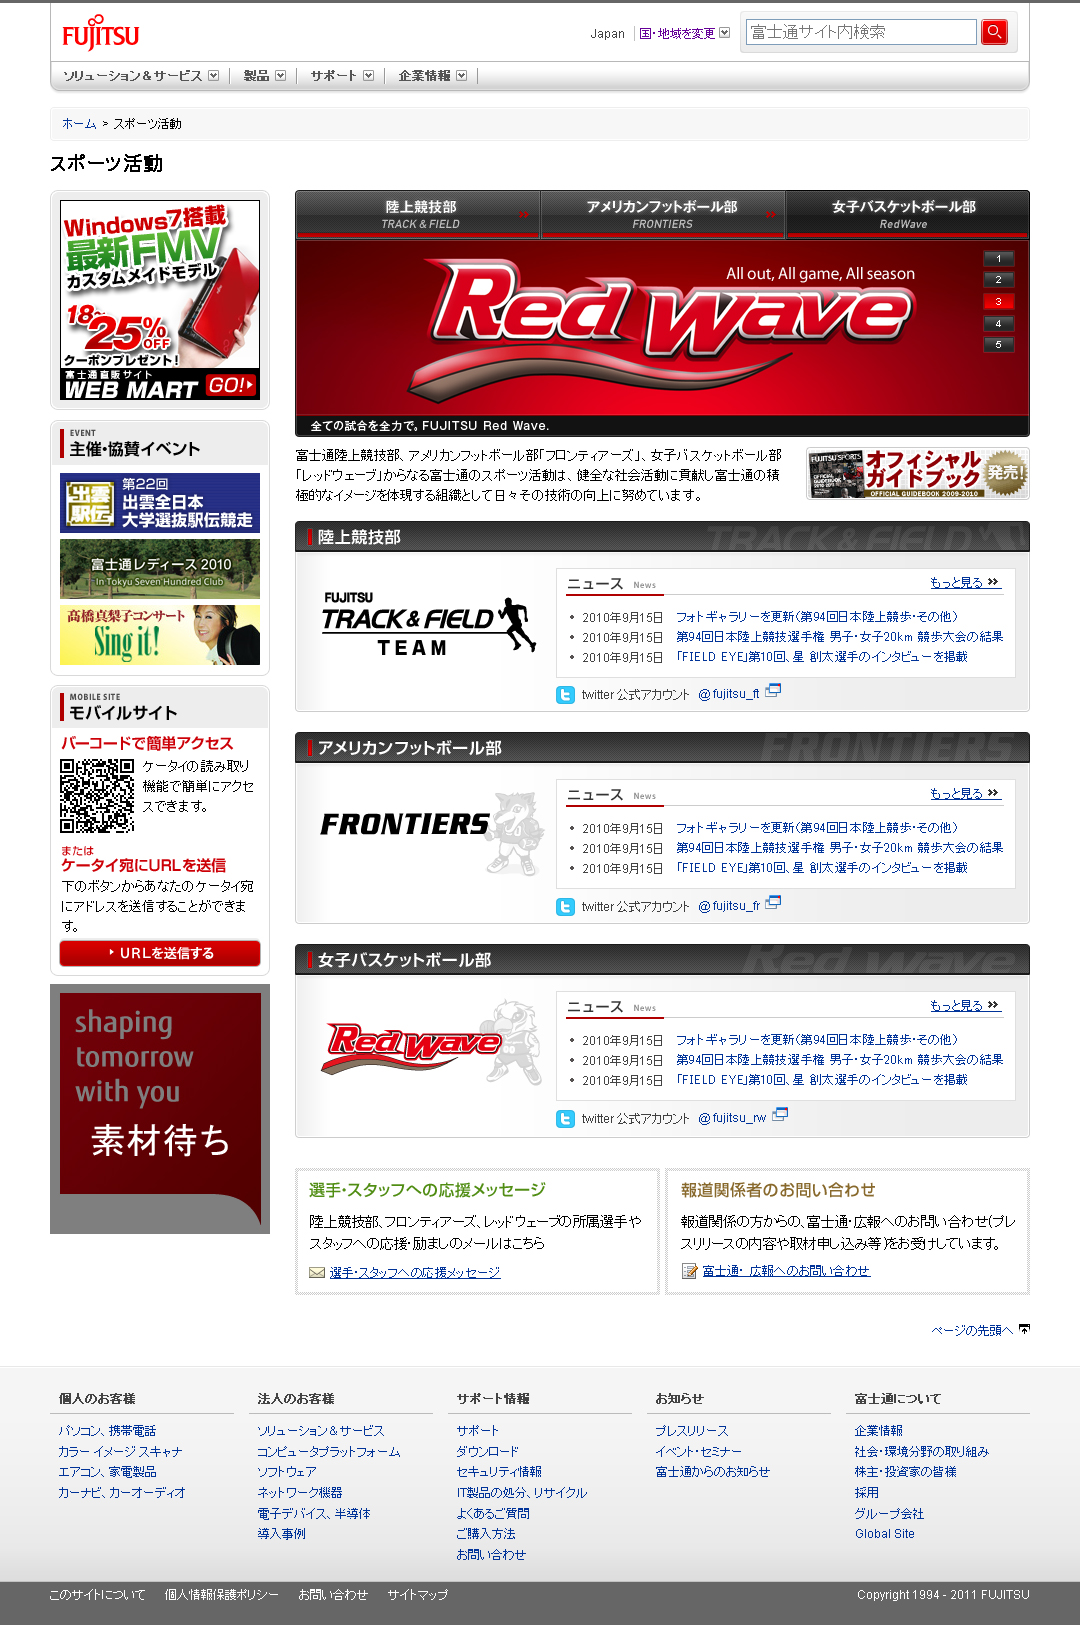 FUJITSU
Japan
国・地域を変更
富士通サイト内検索
ソリューション＆サービス
製品
サポート
企業情報
ホーム > スポーツ活動
スポーツ活動
Windows7搭載
最新FMV
カスタムメイドモデル
18~25%OFF
クーポンプレゼント!
富士通直販サイト
WEB MART GO!
陸上競技部
TRACK & FIELD
アメリカンフットボール部
FRONTIERS
女子バスケットボール部
RedWave
All out, All game, All season
Red wave
1
2
3
4
5
全ての試合を全力で。FUJITSU Red Wave.
EVENT
主催・協賛イベント
第22回
出雲駅伝
出雲全日本
大学選抜駅伝競走
富士通レディース 2010
In Tokyo Seven Hundred Club
高橋真梨子コンサート
Sing it!
富士通陸上競技部、アメリカンフットボール部「フロンティアーズ」、女子バスケットボール部
「レッドウェーブ」からなる富士通のスポーツ活動は、健全な社会活動に貢献し富士通の積
極的なイメージを体現する組織として日々その技術の向上に努めています。
FUJITSU SPORTS
オフィシャル
ガイドブック
OFFICIAL GUIDEBOOK 2009-2010
発売!
陸上競技部
TRACK & FIELD
FUJITSU
TRACK & FIELD
TEAM
ニュース News
もっと見る
・ 2010年9月15日 フォトギャラリーを更新（第94回日本陸上競歩・その他）
・ 2010年9月15日 第94回日本陸上競技選手権 男子・女子20km 競歩大会の結果
・ 2010年9月15日 「FIELD EYE」第10回、星 創太選手のインタビューを掲載
twitter公式アカウント @fujitsu_ft
MOBILE SITE
モバイルサイト
バーコードで簡単アクセス
ケータイの読み取り
機能で簡単にアクセ
スできます。
または
ケータイ宛にURLを送信
下のボタンからあなたのケータイ宛
にアドレスを送信することができま
す。
URLを送信する
アメリカンフットボール部
FRONTIERS
FRONTIERS
ニュース News
もっと見る
・ 2010年9月15日 フォトギャラリーを更新（第94回日本陸上競歩・その他）
・ 2010年9月15日 第94回日本陸上競技選手権 男子・女子20km 競歩大会の結果
・ 2010年9月15日 「FIELD EYE」第10回、星 創太選手のインタビューを掲載
twitter公式アカウント @fujitsu_fr
女子バスケットボール部
Red wave
Red wave
ニュース News
もっと見る
・ 2010年9月15日 フォトギャラリーを更新（第94回日本陸上競歩・その他）
・ 2010年9月15日 第94回日本陸上競技選手権 男子・女子20km 競歩大会の結果
・ 2010年9月15日 「FIELD EYE」第10回、星 創太選手のインタビューを掲載
twitter公式アカウント @fujitsu_rw
shaping
tomorrow
with you
素材待ち
選手・スタッフへの応援メッセージ
陸上競技部、フロンティアーズ、レッドウェーブの所属選手や
スタッフへの応援・励ましのメールはこちら
選手・スタッフへの応援メッセージ
報道関係者のお問い合わせ
報道関係の方からの、富士通・広報へのお問い合わせ（プレ
スリリースの内容や取材申し込み等）をお受けしています。
富士通・ 広報へのお問い合わせ
ページの先頭へ
個人のお客様
パソコン、携帯電話
カラー イメージ スキャナ
エアコン、家電製品
カーナビ、カーオーディオ
法人のお客様
ソリューション＆サービス
コンピュータプラットフォーム
ソフトウェア
ネットワーク機器
電子デバイス、半導体
導入事例
サポート情報
サポート
ダウンロード
セキュリティ情報
IT製品の処分、リサイクル
よくあるご質問
ご購入方法
お問い合わせ
お知らせ
プレスリリース
イベント・セミナー
富士通からのお知らせ
富士通について
企業情報
社会・環境分野の取り組み
株主・投資家の皆様
採用
グループ会社
Global Site
このサイトについて
個人情報保護ポリシー
お問い合わせ
サイトマップ
Copyright 1994 - 2011 FUJITSU